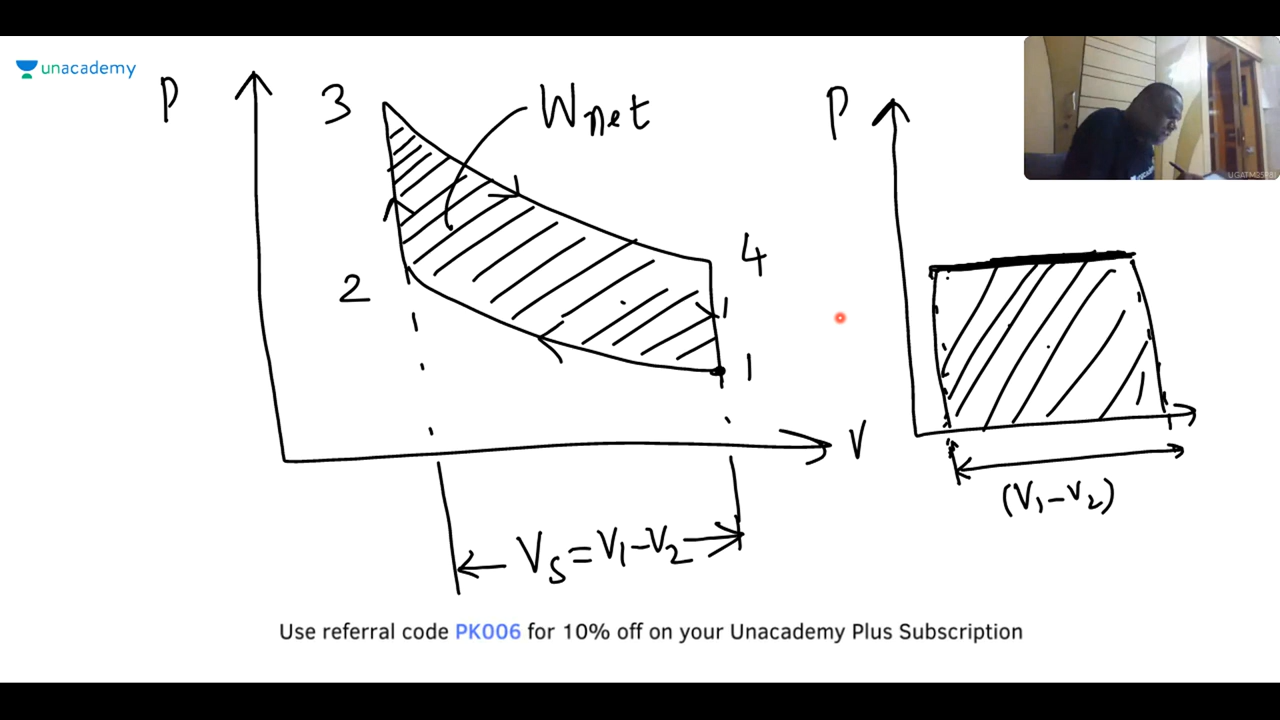 unacademy
P
3
Wnet
4
2
1
V
Vs=V1-V2
P
(V1-V2)
Use referral code PK006 for 10% off on your Unacademy Plus Subscription